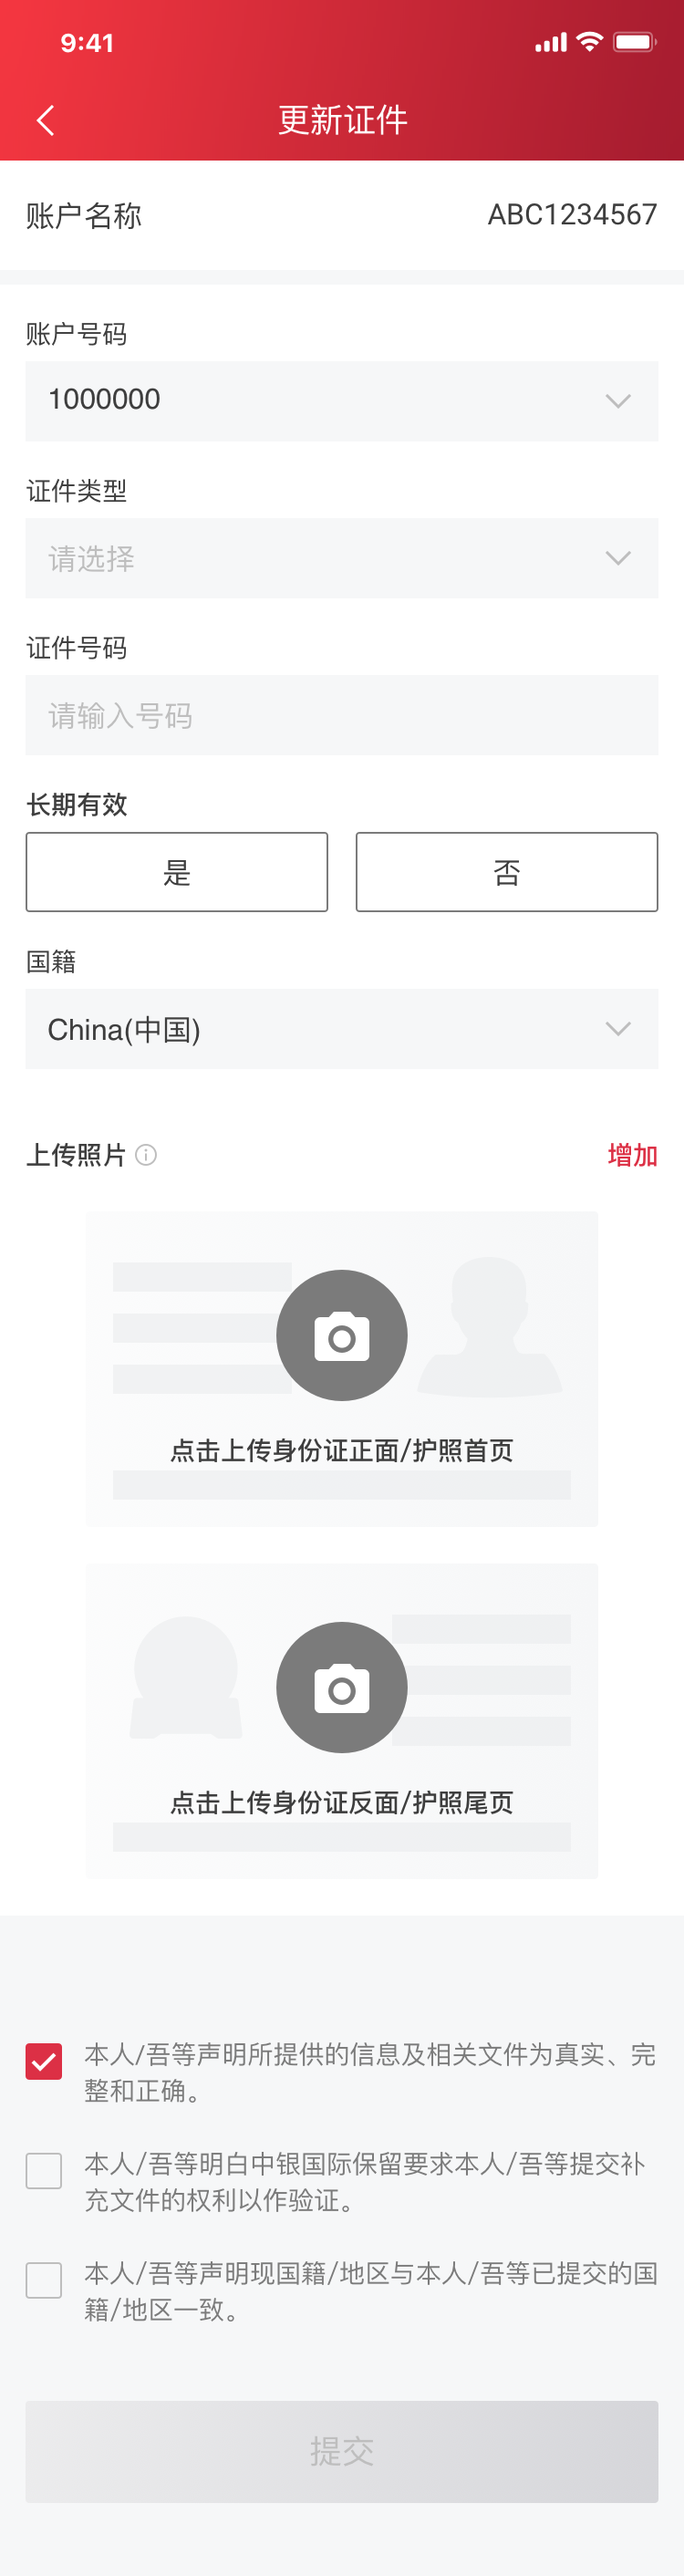 9:41
更新证件
账户名称 ABC1234567
账户号码
1000000
证件类型
请选择
证件号码
请输入号码
长期有效
是 否
国籍
China(中国)
上传照片 增加
点击上传身份证正面/护照首页
点击上传身份证反面/护照尾页
本人/吾等声明所提供的信息及相关文件为真实、完
整和正确。
本人/吾等明白中银国际保留要求本人/吾等提交补
充文件的权利以作验证。
本人/吾等声明现国籍/地区与本人/吾等已提交的国
籍/地区一致。
提交